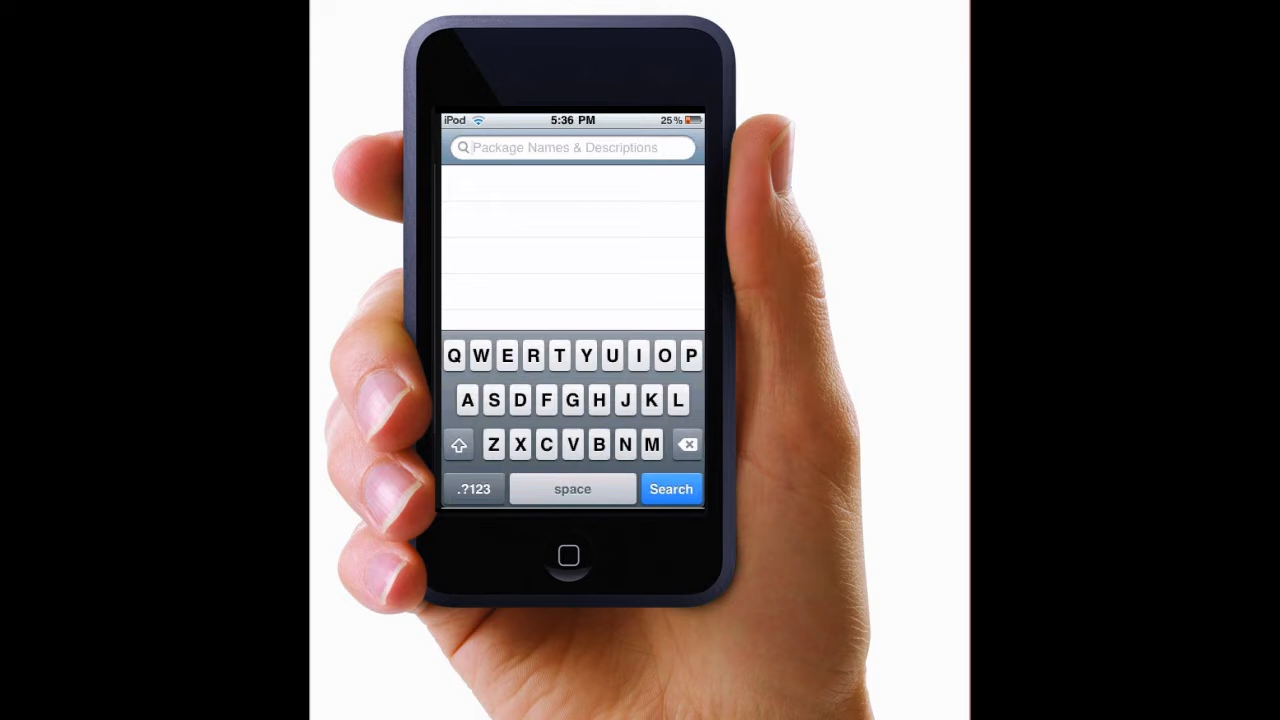 iPod 5:36 PM 25%
Package Names & Descriptions
Q W E R T Y U I O P
A S D F G H J K L
Z X C V B N M
.?123 space Search